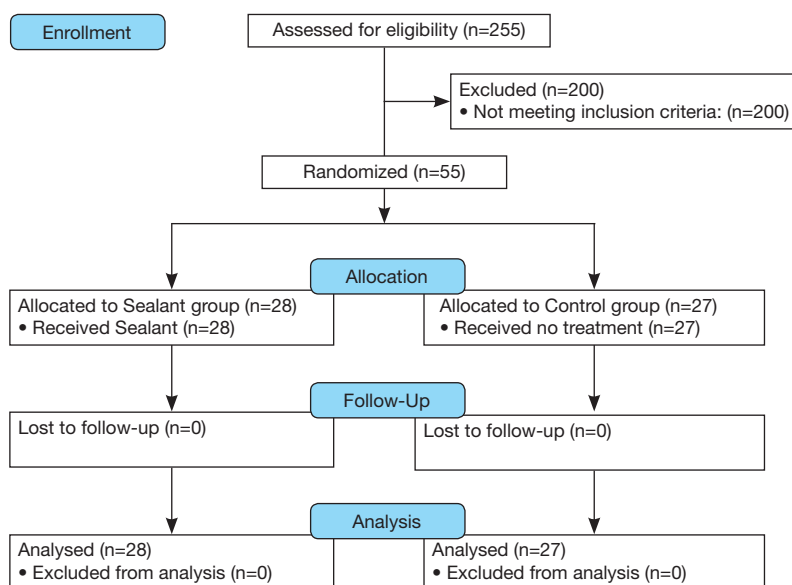 Enrollment
Assessed for eligibility (n=255)
Excluded (n=200)
• Not meeting inclusion criteria: (n=200)
Randomized (n=55)
Allocation
Allocated to Sealant group (n=28)
• Received Sealant (n=28)
Allocated to Control group (n=27)
• Received no treatment (n=27)
Follow-Up
Lost to follow-up (n=0)
Lost to follow-up (n=0)
Analysis
Analysed (n=28)
• Excluded from analysis (n=0)
Analysed (n=27)
• Excluded from analysis (n=0)